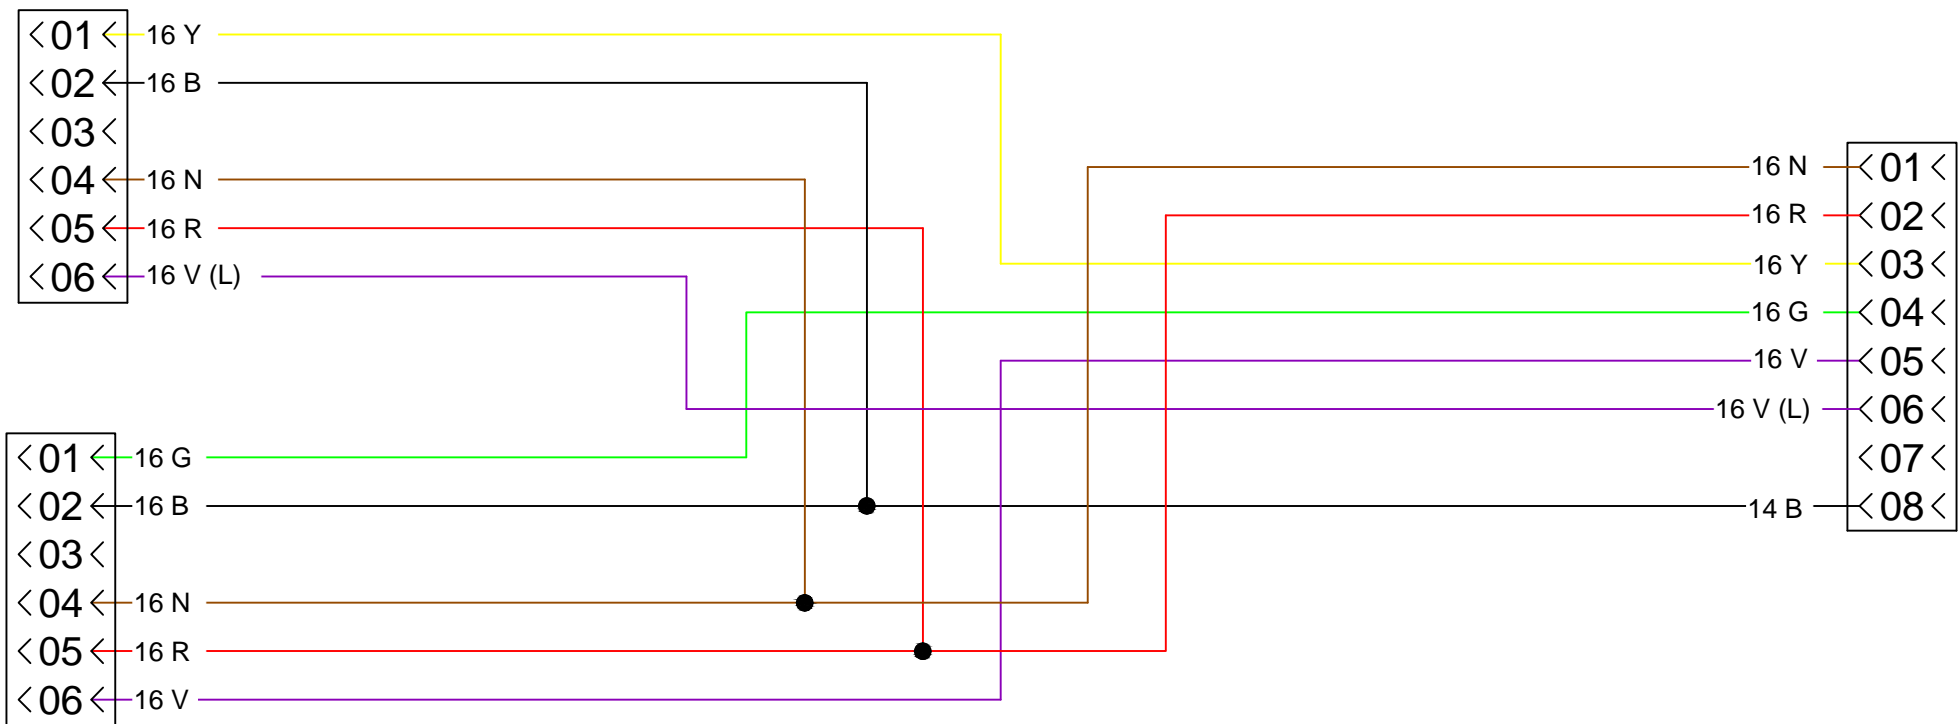 01 16 Y
02 16 B
03
04 16 N
05 16 R
06 16 V (L)
01 16 G
02 16 B
03
04 16 N
05 16 R
06 16 V
16 N 01
16 R 02
16 Y 03
16 G 04
16 V 05
16 V (L) 06
07
14 B 08